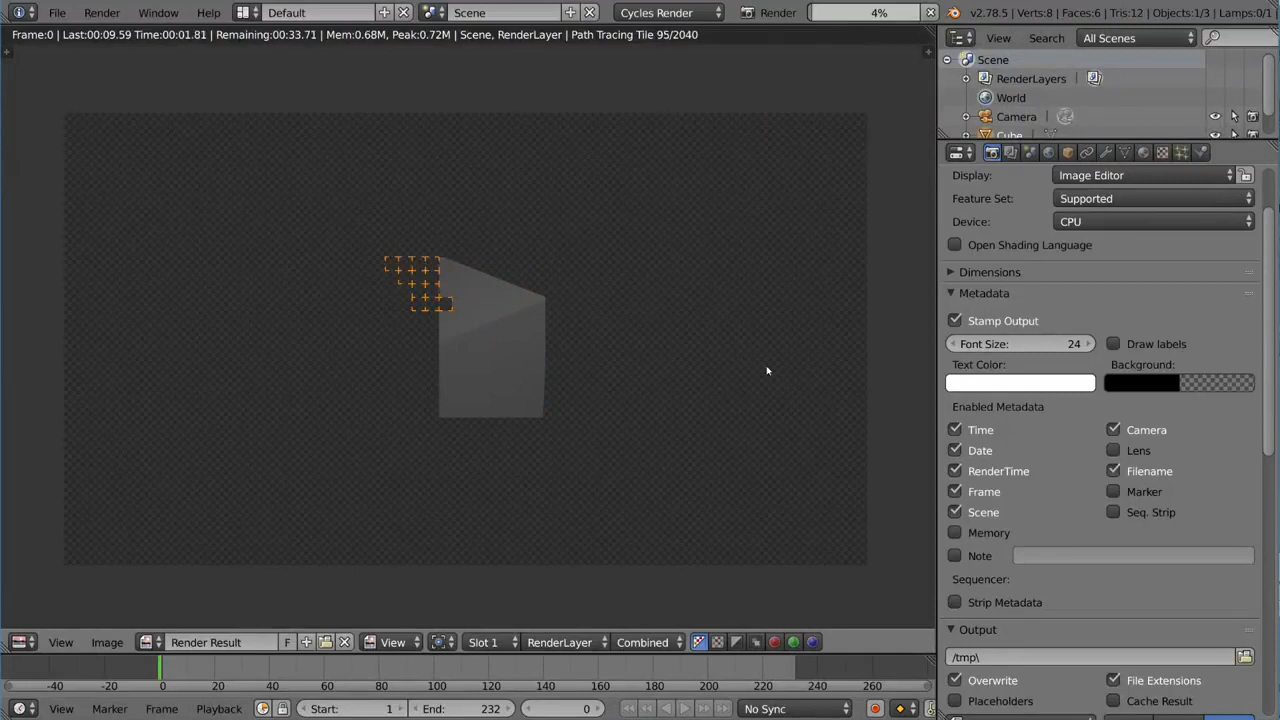 File Render Window Help Default Scene Cycles Render Render 4% v2.78.5 | Verts:8 | Faces:6 | Tris:12 | Objects:1/3 | Lamps:0/1
Frame:0 | Last:00:09.59 Time:00:01.81 | Remaining:00:33.71 | Mem:0.68M, Peak:0.72M | Scene, RenderLayer | Path Tracing Tile 95/2040
View Search All Scenes
Scene
RenderLayers
World
Camera
Cube
Display: Image Editor
Feature Set: Supported
Device: CPU
Open Shading Language
Dimensions
Metadata
Stamp Output
Font Size: 24 Draw labels
Text Color: Background:
Enabled Metadata
Time Camera
Date Lens
RenderTime Filename
Frame Marker
Scene Seq. Strip
Memory
Note
Sequencer:
Strip Metadata
Output
/tmp\
Overwrite File Extensions
Placeholders Cache Result
View Image Render Result F View Slot 1 RenderLayer Combined
-40 -20 0 20 40 60 80 100 120 140 160 180 200 220 240 260
View Marker Frame Playback Start: 1 End: 232 0 No Sync